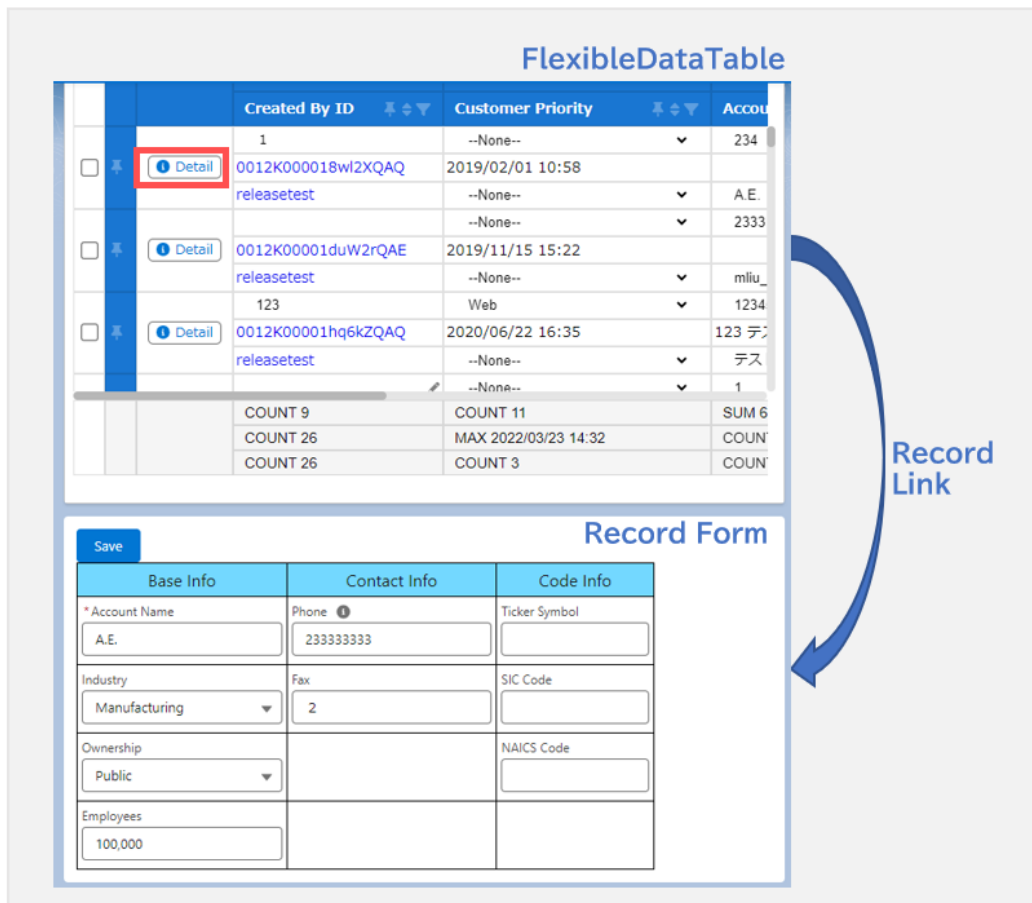 FlexibleDataTable
Created By ID Customer Priority Accou
1 --None-- 234
Detail 0012K000018wl2XQAQ 2019/02/01 10:58
releasetest --None-- A.E.
--None-- 2333
Detail 0012K00001duW2rQAE 2019/11/15 15:22
releasetest --None-- mliu_
123 Web 1234
Detail 0012K00001hq6kZQAQ 2020/06/22 16:35 123 テス
releasetest --None-- テス
--None-- 1
COUNT 9 COUNT 11 SUM 6
COUNT 26 MAX 2022/03/23 14:32 COUN
COUNT 26 COUNT 3 COUN
Record
Link
Record Form
Save
Base Info Contact Info Code Info
*Account Name Phone Ticker Symbol
A.E. 233333333
Industry Fax SIC Code
Manufacturing 2
Ownership NAICS Code
Public
Employees
100,000